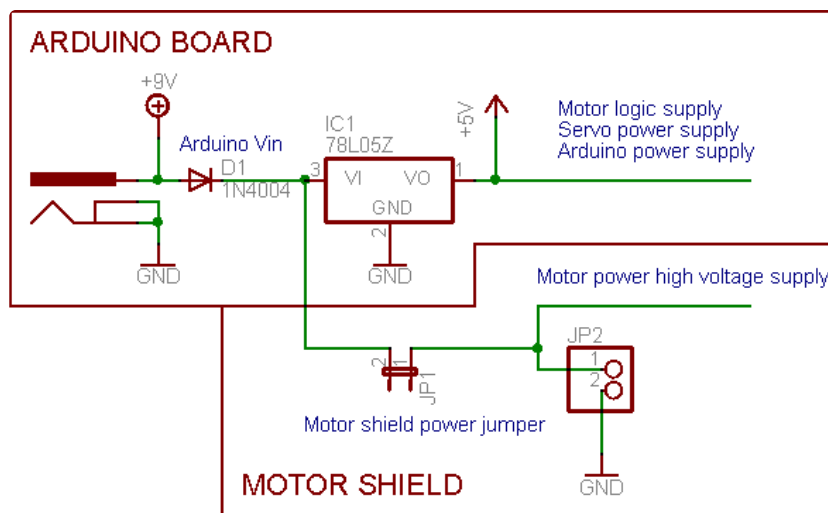 ARDUINO BOARD
+9V
Arduino Vin
D1
1N4004
IC1
78L05Z
3
VI
VO
1
GND
2
+5V
Motor logic supply
Servo power supply
Arduino power supply
GND
GND
Motor power high voltage supply
2
1
JP1
JP2
1
2
Motor shield power jumper
GND
MOTOR SHIELD